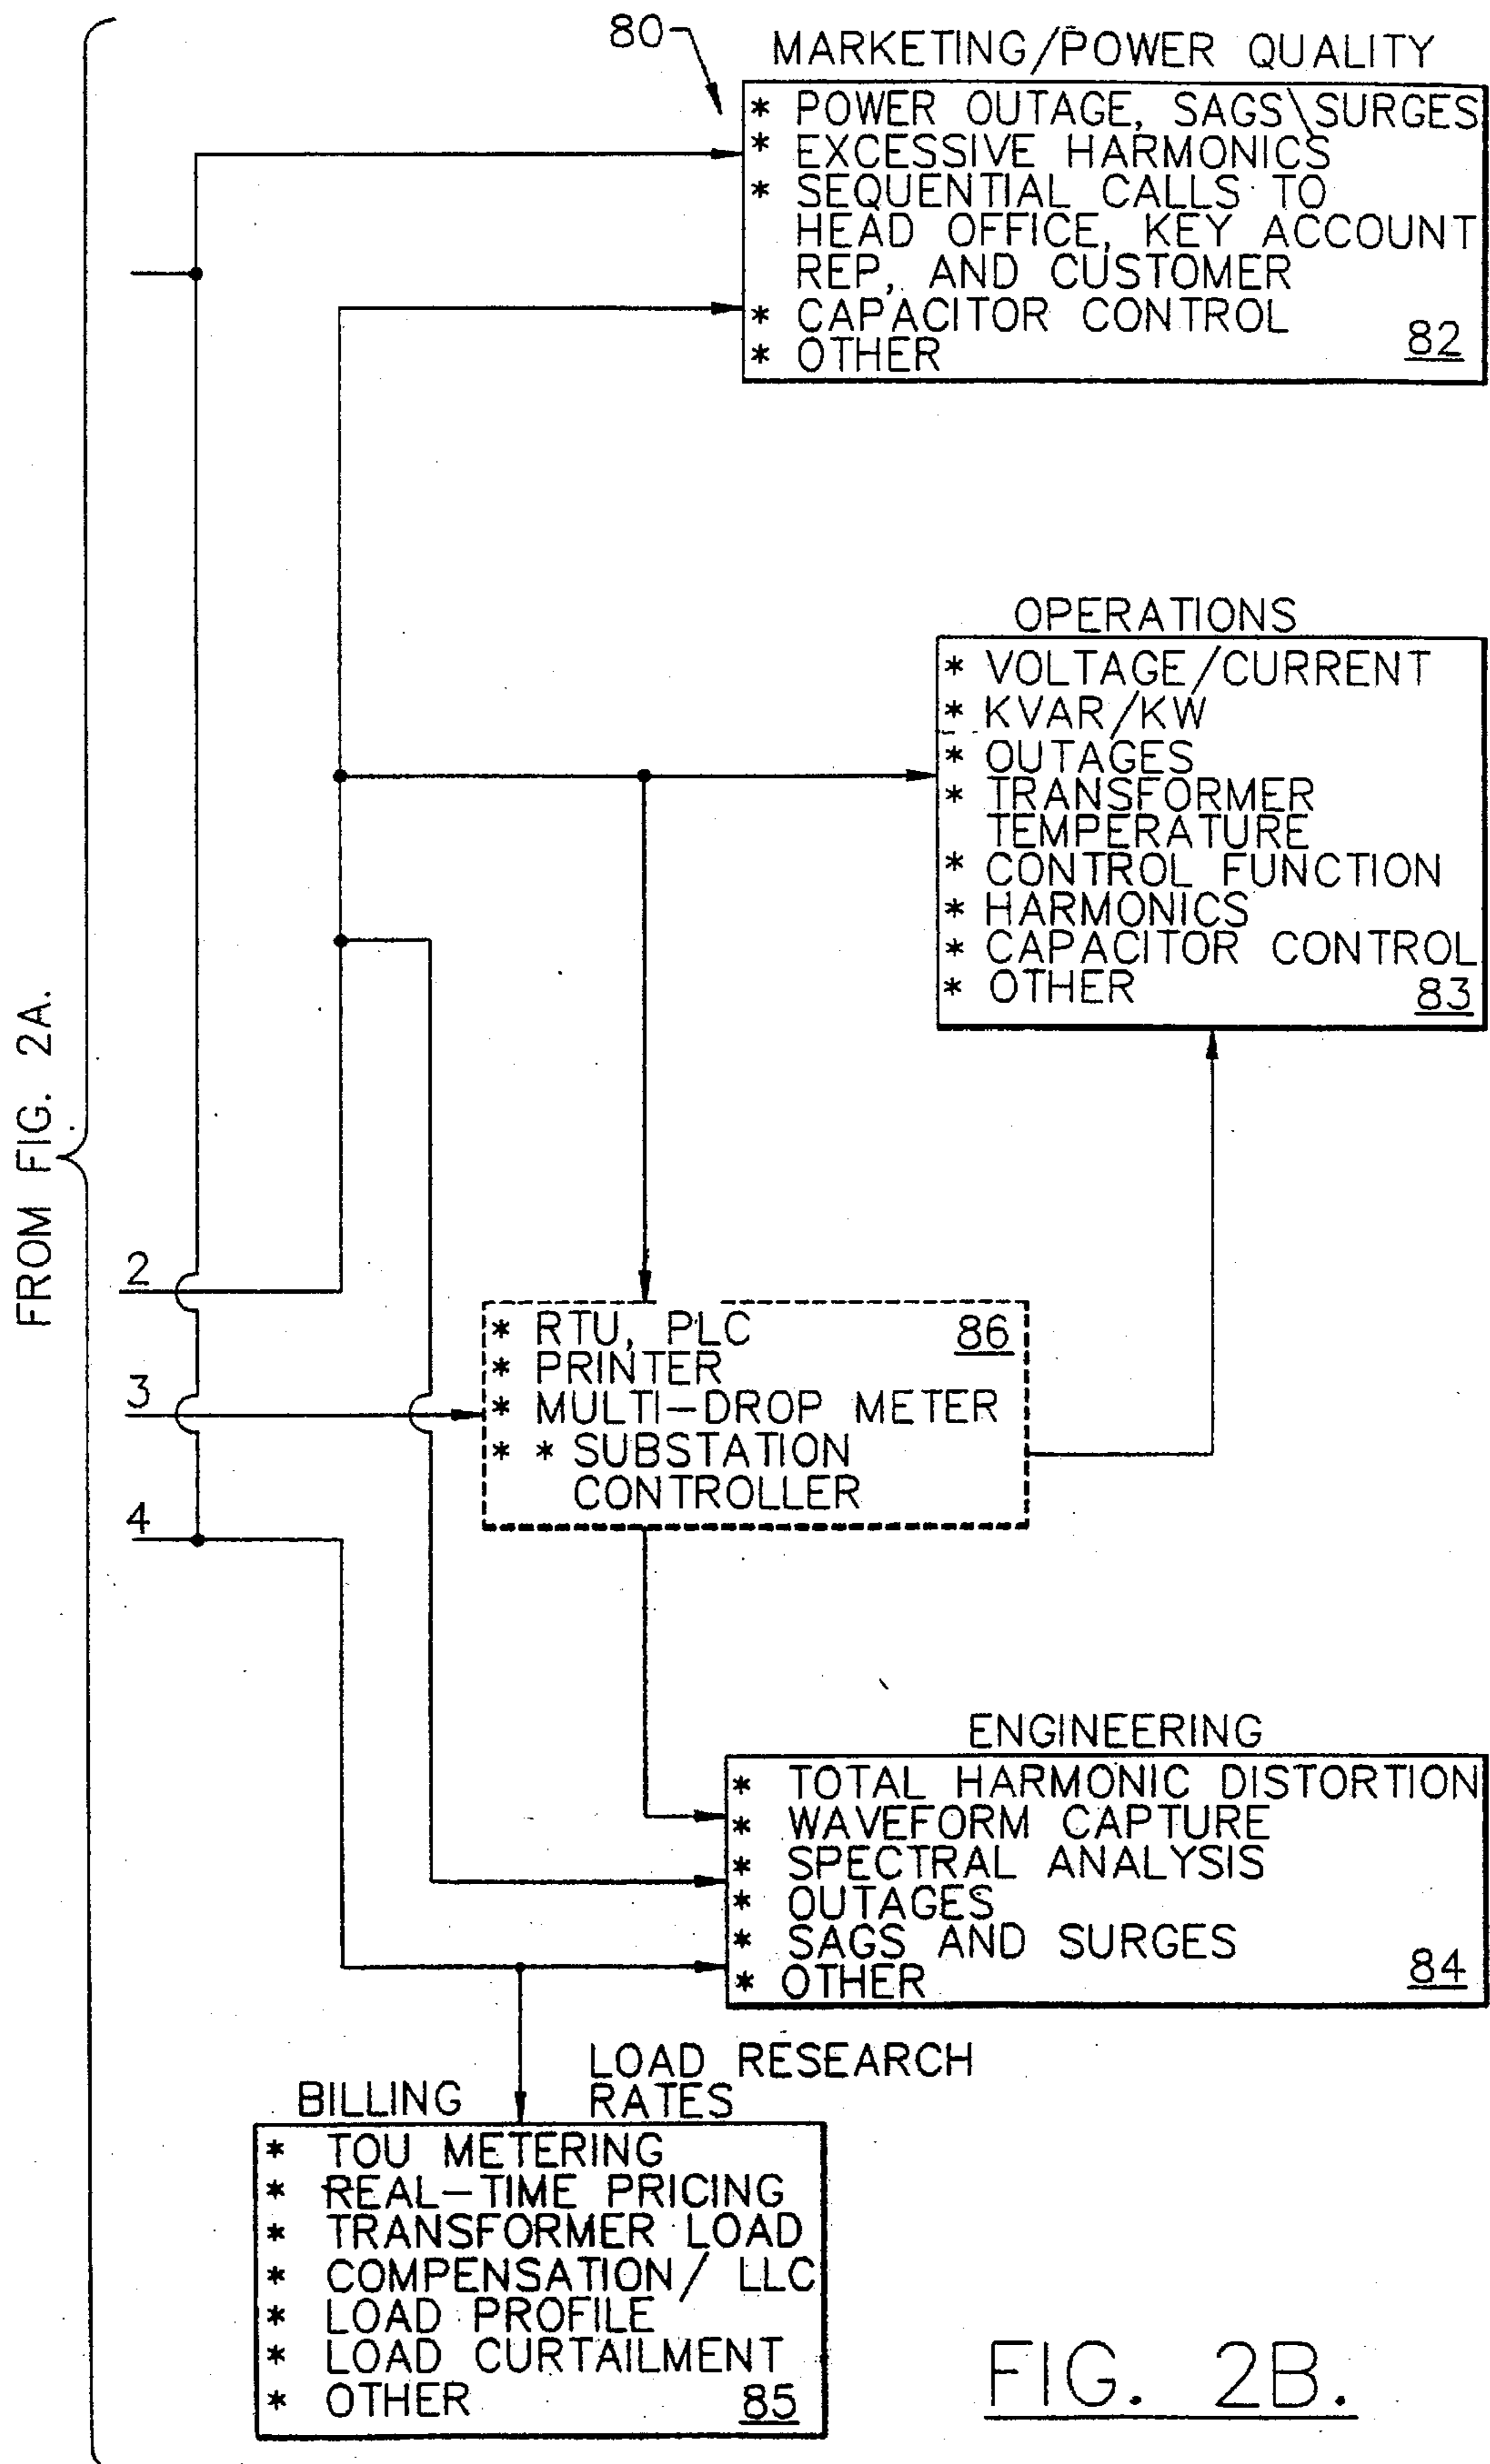 80
MARKETING/POWER QUALITY
* POWER OUTAGE, SAGS\SURGES
* EXCESSIVE HARMONICS
* SEQUENTIAL CALLS TO
HEAD OFFICE, KEY ACCOUNT
REP, AND CUSTOMER
* CAPACITOR CONTROL
* OTHER
82
OPERATIONS
* VOLTAGE/CURRENT
* KVAR/KW
* OUTAGES
* TRANSFORMER
TEMPERATURE
* CONTROL FUNCTION
* HARMONICS
* CAPACITOR CONTROL
* OTHER
83
FROM FIG. 2A.
2
3
4
* RTU, PLC
86
* PRINTER
* MULTI-DROP METER
* * SUBSTATION
CONTROLLER
ENGINEERING
* TOTAL HARMONIC DISTORTION
* WAVEFORM CAPTURE
* SPECTRAL ANALYSIS
* OUTAGES
* SAGS AND SURGES
* OTHER
84
BILLING
LOAD RESEARCH
RATES
* TOU METERING
* REAL-TIME PRICING
* TRANSFORMER LOAD
* COMPENSATION/ LLC
* LOAD PROFILE
* LOAD CURTAILMENT
* OTHER
85
FIG. 2B.